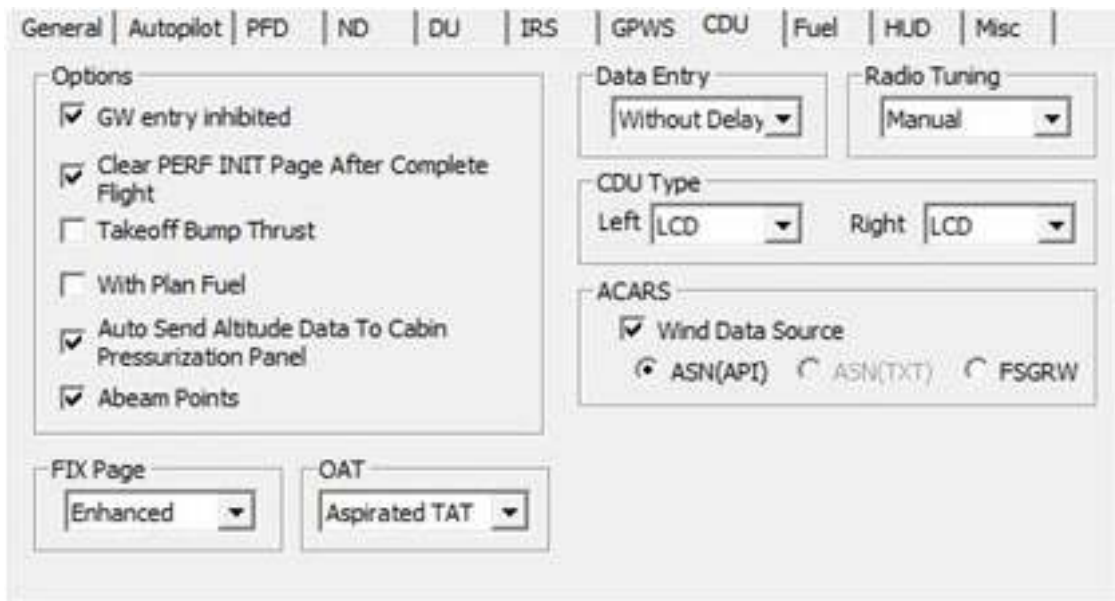 General Autopilot PFD ND DU IRS GPWS CDU Fuel HUD Misc
Options
GW entry inhibited
Clear PERF INIT Page After Complete
Flight
Takeoff Bump Thrust
With Plan Fuel
Auto Send Altitude Data To Cabin
Pressurization Panel
Abeam Points
FIX Page
Enhanced
OAT
Aspirated TAT
Data Entry
Without Delay
Radio Tuning
Manual
CDU Type
Left LCD Right LCD
ACARS
Wind Data Source
ASN(API) ASN(TXT) FSGRW